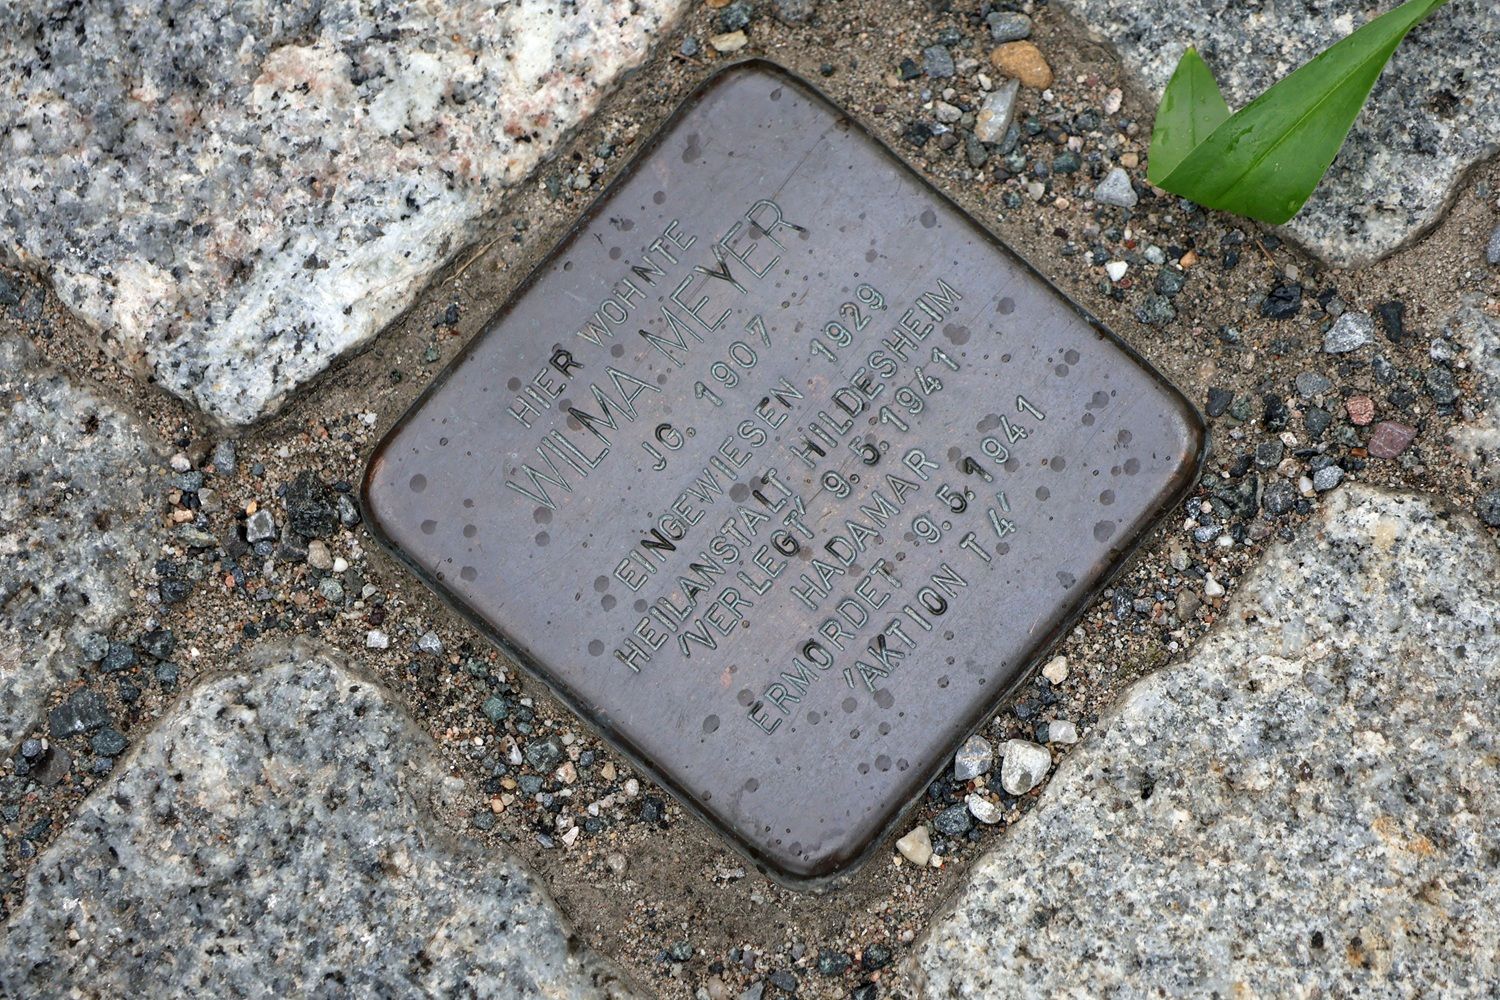 HIER WOHNTE
WILMA MEYER
JG. 1907
EINGEWIESEN 1929
HEILANSTALT HILDESHEIM
'VERLEGT' 9.5.1941
HADAMAR
ERMORDET 9.5.1941
'AKTION T4'